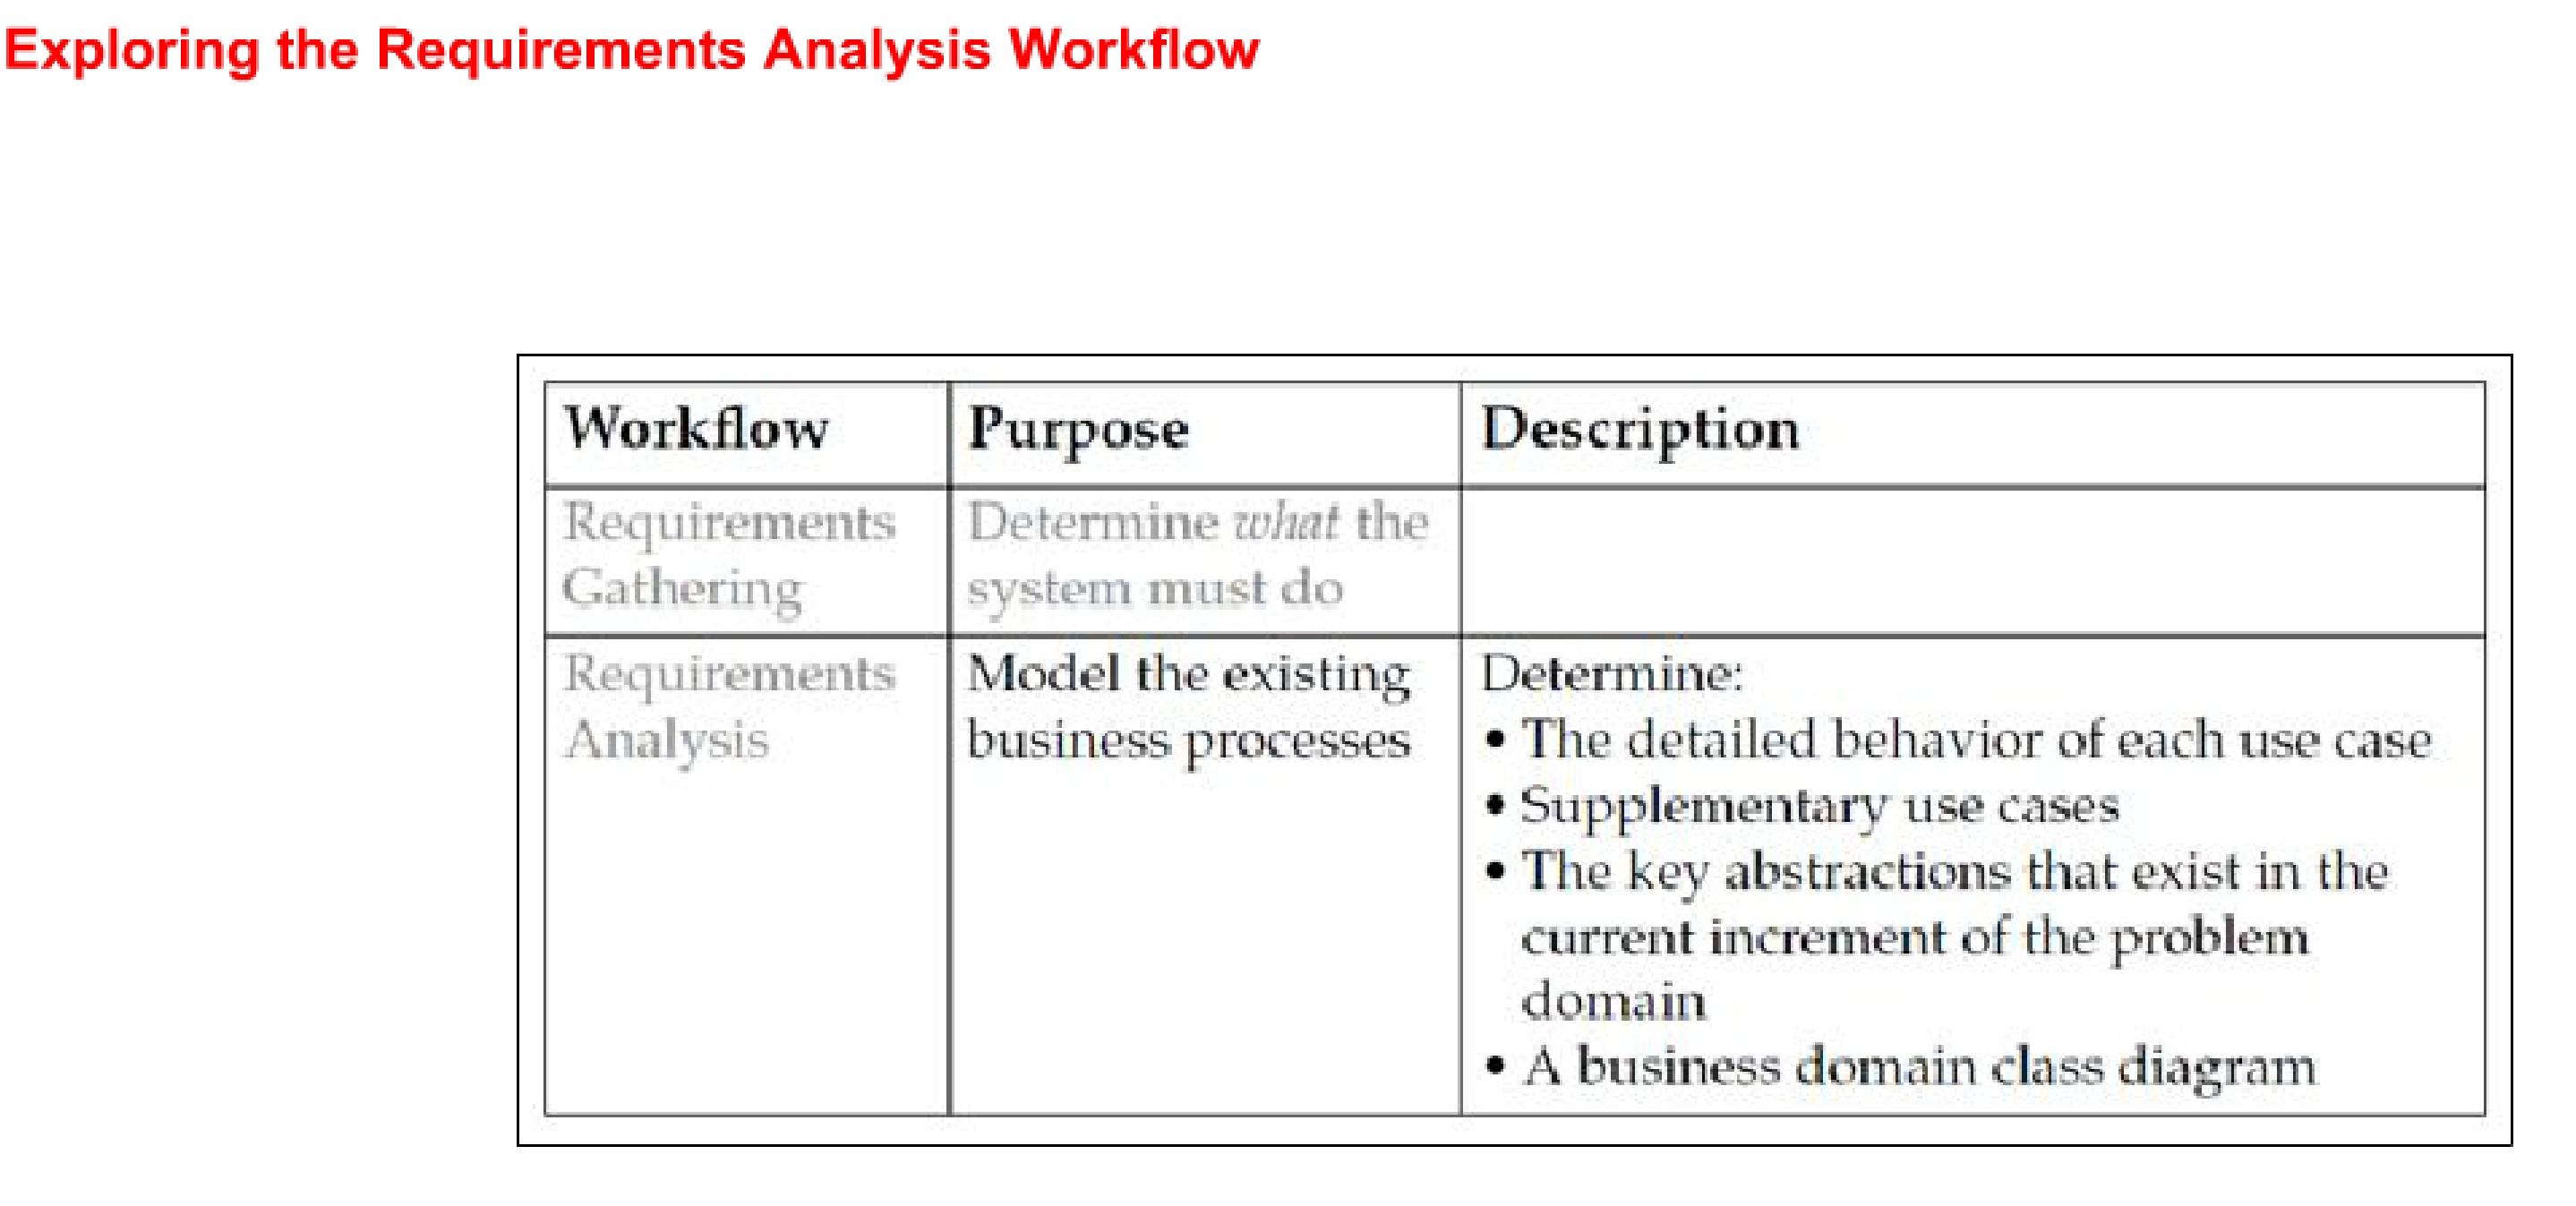 Exploring the Requirements Analysis Workflow
Workflow
Purpose
Description
Requirements
Gathering
Determine what the
system must do
Requirements
Analysis
Model the existing
business processes
Determine:
• The detailed behavior of each use case
• Supplementary use cases
• The key abstractions that exist in the
current increment of the problem
domain
• A business domain class diagram